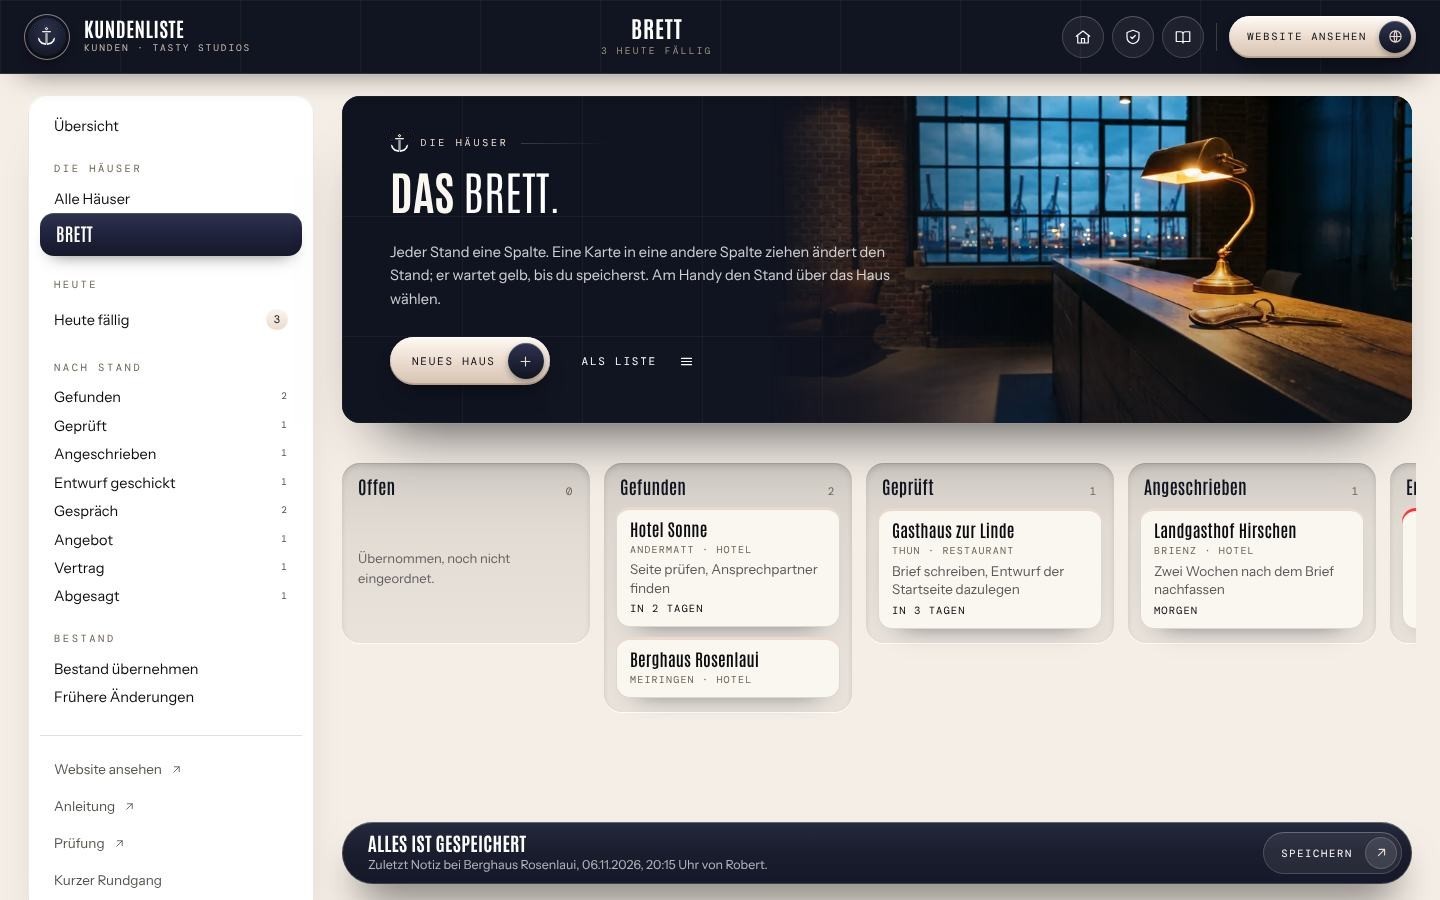 KUNDENLISTE
KUNDEN · TASTY STUDIOS
BRETT
3 HEUTE FÄLLIG
WEBSITE ANSEHEN
Übersicht
DIE HÄUSER
Alle Häuser
BRETT
HEUTE
Heute fällig 3
NACH STAND
Gefunden 2
Geprüft 1
Angeschrieben 1
Entwurf geschickt 1
Gespräch 2
Angebot 1
Vertrag 1
Abgesagt 1
BESTAND
Bestand übernehmen
Frühere Änderungen
Website ansehen
Anleitung
Prüfung
Kurzer Rundgang
DIE HÄUSER
DAS BRETT.
Jeder Stand eine Spalte. Eine Karte in eine andere Spalte ziehen ändert den
Stand; er wartet gelb, bis du speicherst. Am Handy den Stand über das Haus
wählen.
NEUES HAUS
ALS LISTE
Offen 0
Übernommen, noch nicht
eingeordnet.
Gefunden 2
Hotel Sonne
ANDERMATT · HOTEL
Seite prüfen, Ansprechpartner
finden
IN 2 TAGEN
Berghaus Rosenlaui
MEIRINGEN · HOTEL
Geprüft 1
Gasthaus zur Linde
THUN · RESTAURANT
Brief schreiben, Entwurf der
Startseite dazulegen
IN 3 TAGEN
Angeschrieben 1
Landgasthof Hirschen
BRIENZ · HOTEL
Zwei Wochen nach dem Brief
nachfassen
MORGEN
ALLES IST GESPEICHERT
Zuletzt Notiz bei Berghaus Rosenlaui, 06.11.2026, 20:15 Uhr von Robert.
SPEICHERN